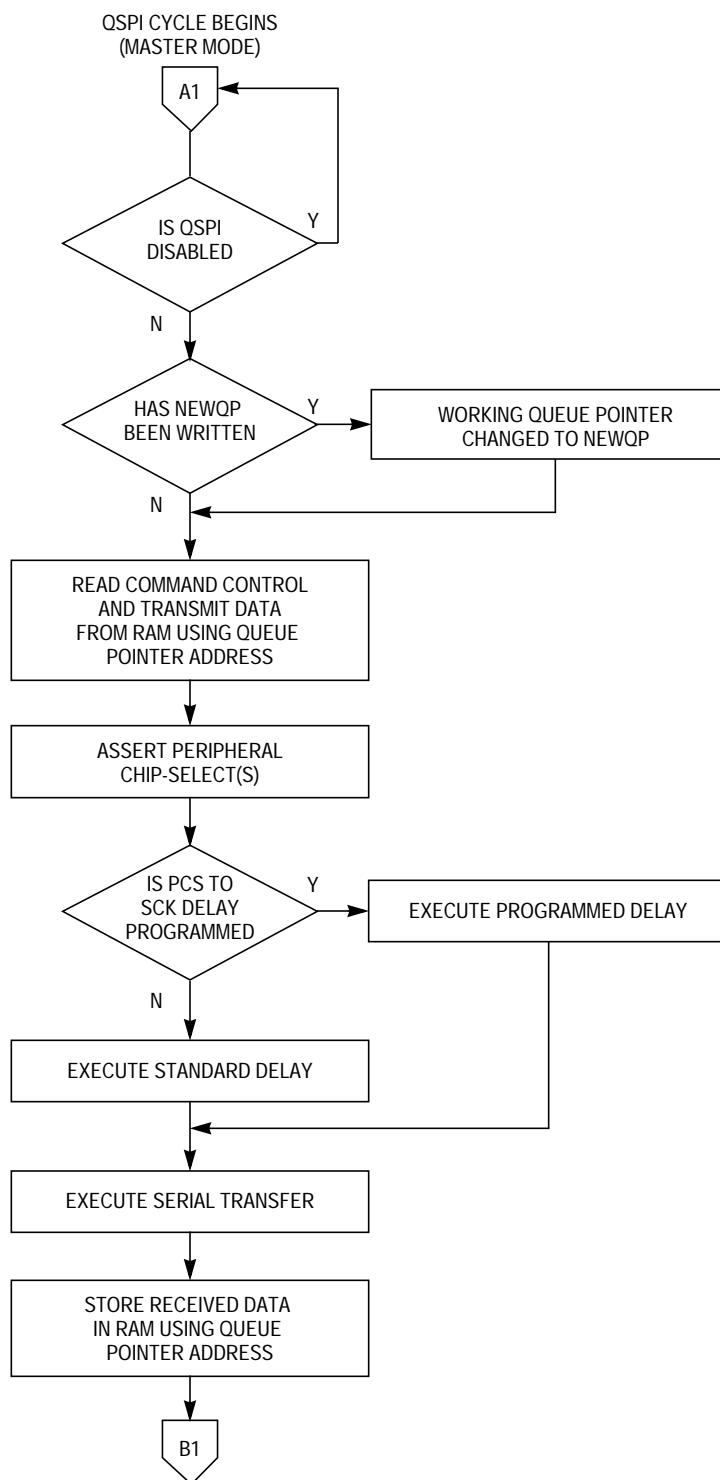 QSPI CYCLE BEGINS
(MASTER MODE)
A1
IS QSPI
DISABLED
Y
N
HAS NEWQP
BEEN WRITTEN
Y
WORKING QUEUE POINTER
CHANGED TO NEWQP
N
READ COMMAND CONTROL
AND TRANSMIT DATA
FROM RAM USING QUEUE
POINTER ADDRESS
ASSERT PERIPHERAL
CHIP-SELECT(S)
IS PCS TO
SCK DELAY
PROGRAMMED
Y
EXECUTE PROGRAMMED DELAY
N
EXECUTE STANDARD DELAY
EXECUTE SERIAL TRANSFER
STORE RECEIVED DATA
IN RAM USING QUEUE
POINTER ADDRESS
B1